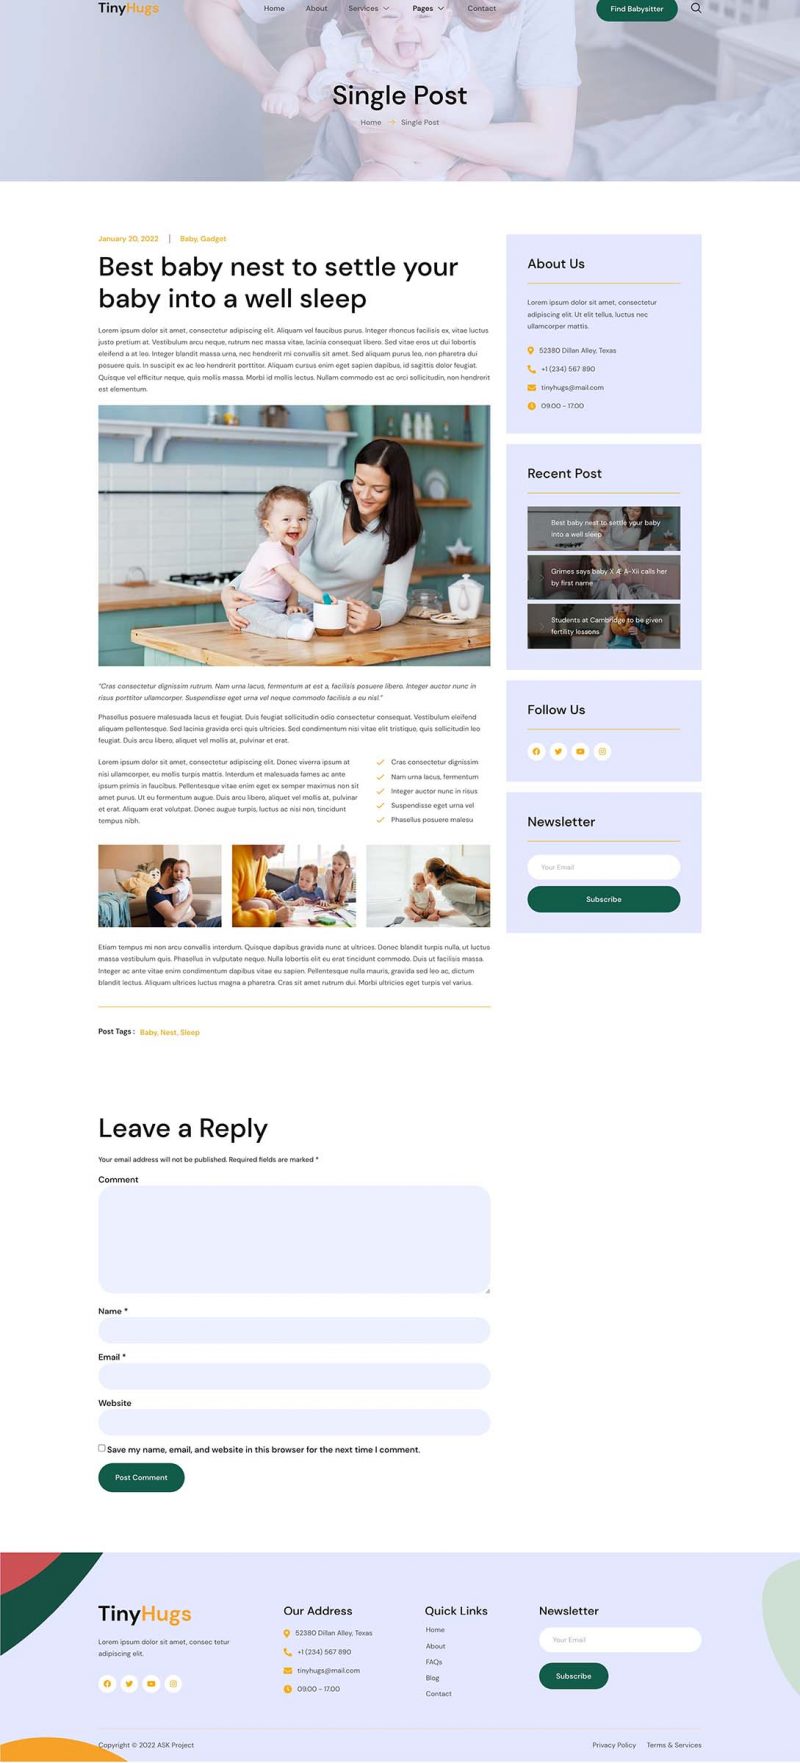 TinyHugs
Home
About
Services
Pages
Contact
Find Babysitter
Single Post
Home
Single Post
January 20, 2022
Baby, Gadget
Best baby nest to settle your
baby into a well sleep
Lorem ipsum dolor sit amet, consectetur adipiscing elit. Aliquam vel faucibus purus. Integer rhoncus facilisis ex, vitae luctus
justo pretium at. Vestibulum arcu neque, rutrum nec massa vitae, lacinia consequat libero. Sed vitae eros ut dui lobortis
eleifend a at leo. Integer blandit massa urna, nec hendrerit mi convallis sit amet. Sed aliquam purus leo, non pharetra dui
posuere quis. In suscipit ex ac leo hendrerit porttitor. Aliquam cursus enim eget sapien dapibus, id sagittis dolor feugiat.
Quisque vel efficitur neque, quis mollis massa. Morbi id mollis lectus. Nullam commodo est ac orci sollicitudin, non hendrerit
est elementum.
"Cras consectetur dignissim rutrum. Nam urna lacus, fermentum at est a, facilisis posuere libero. Integer auctor nunc in
risus porttitor ullamcorper. Suspendisse eget urna vel neque commodo facilisis a eu nisl."
Phasellus posuere malesuada lacus et feugiat. Duis feugiat sollicitudin odio consectetur consequat. Vestibulum eleifend
aliquam pellentesque. Sed lacinia gravida orci quis ultricies. Sed condimentum nisi vitae elit tristique, quis sollicitudin leo
feugiat. Duis arcu libero, aliquet vel mollis at, pulvinar et erat.
Lorem ipsum dolor sit amet, consectetur adipiscing elit. Donec viverra ipsum at
nisi ullamcorper, eu mollis turpis mattis. Interdum et malesuada fames ac ante
ipsum primis in faucibus. Pellentesque vitae enim eget ex semper maximus non sit
amet purus. Ut eu fermentum augue. Duis arcu libero, aliquet vel mollis at, pulvinar
et erat. Aliquam erat volutpat. Donec augue turpis, luctus ac nisi non, tincidunt
tempus nibh.
Cras consectetur dignissim
Nam urna lacus, fermentum
Integer auctor nunc in risus
Suspendisse eget urna vel
Phasellus posuere malesu
Etiam tempus mi non arcu convallis interdum. Quisque dapibus gravida nunc at ultrices. Donec blandit turpis nulla, ut luctus
massa vestibulum quis. Phasellus in vulputate neque. Nulla lobortis elit eu erat tincidunt commodo. Duis ut facilisis massa.
Integer ac ante vitae enim condimentum dapibus vitae eu sapien. Pellentesque nulla mauris, gravida sed leo ac, dictum
blandit lectus. Aliquam ultrices luctus magna a pharetra. Cras sit amet rutrum dui. Morbi ultricies eget turpis vel varius.
Post Tags :
Baby, Nest, Sleep
About Us
Lorem ipsum dolor sit amet, consectetur
adipiscing elit. Ut elit tellus, luctus nec
ullamcorper mattis.
52380 Dillan Alley, Texas
+1 (234) 567 890
tinyhugs@mail.com
09.00 - 17.00
Recent Post
Best baby nest to settle your baby
into a well sleep
Grimes says baby X Æ A-Xii calls her
by first name
Students at Cambridge to be given
fertility lessons
Follow Us
Newsletter
Your Email
Subscribe
Leave a Reply
Your email address will not be published. Required fields are marked *
Comment
Name *
Email *
Website
Save my name, email, and website in this browser for the next time I comment.
Post Comment
TinyHugs
Lorem ipsum dolor sit amet, consec tetur
adipiscing elit.
Our Address
52380 Dillan Alley, Texas
+1 (234) 567 890
tinyhugs@mail.com
09.00 - 17.00
Quick Links
Home
About
FAQs
Blog
Contact
Newsletter
Your Email
Subscribe
Copyright © 2022 ASK Project
Privacy Policy
Terms & Services